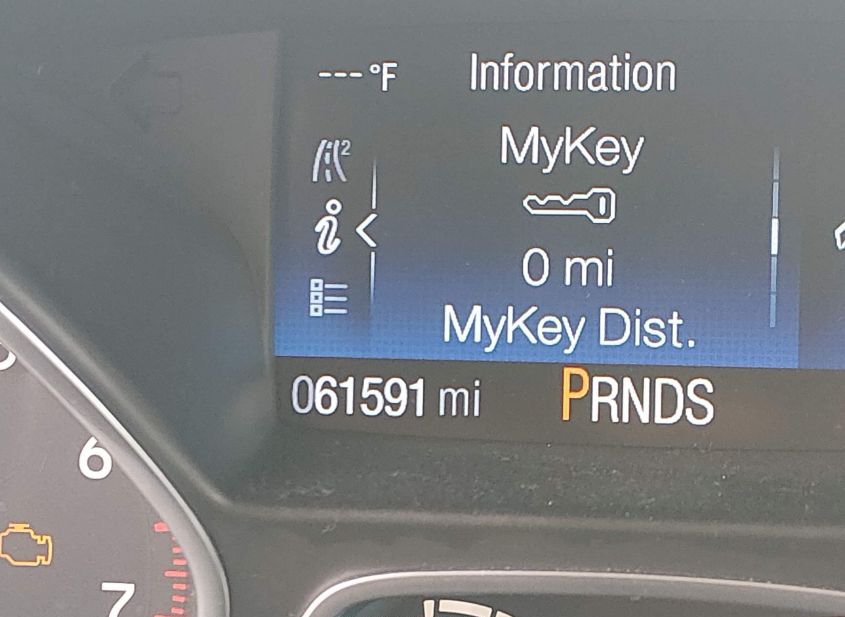 ---°F
Information
MyKey
0 mi
MyKey Dist.
061591 mi
PRNDS
6
7